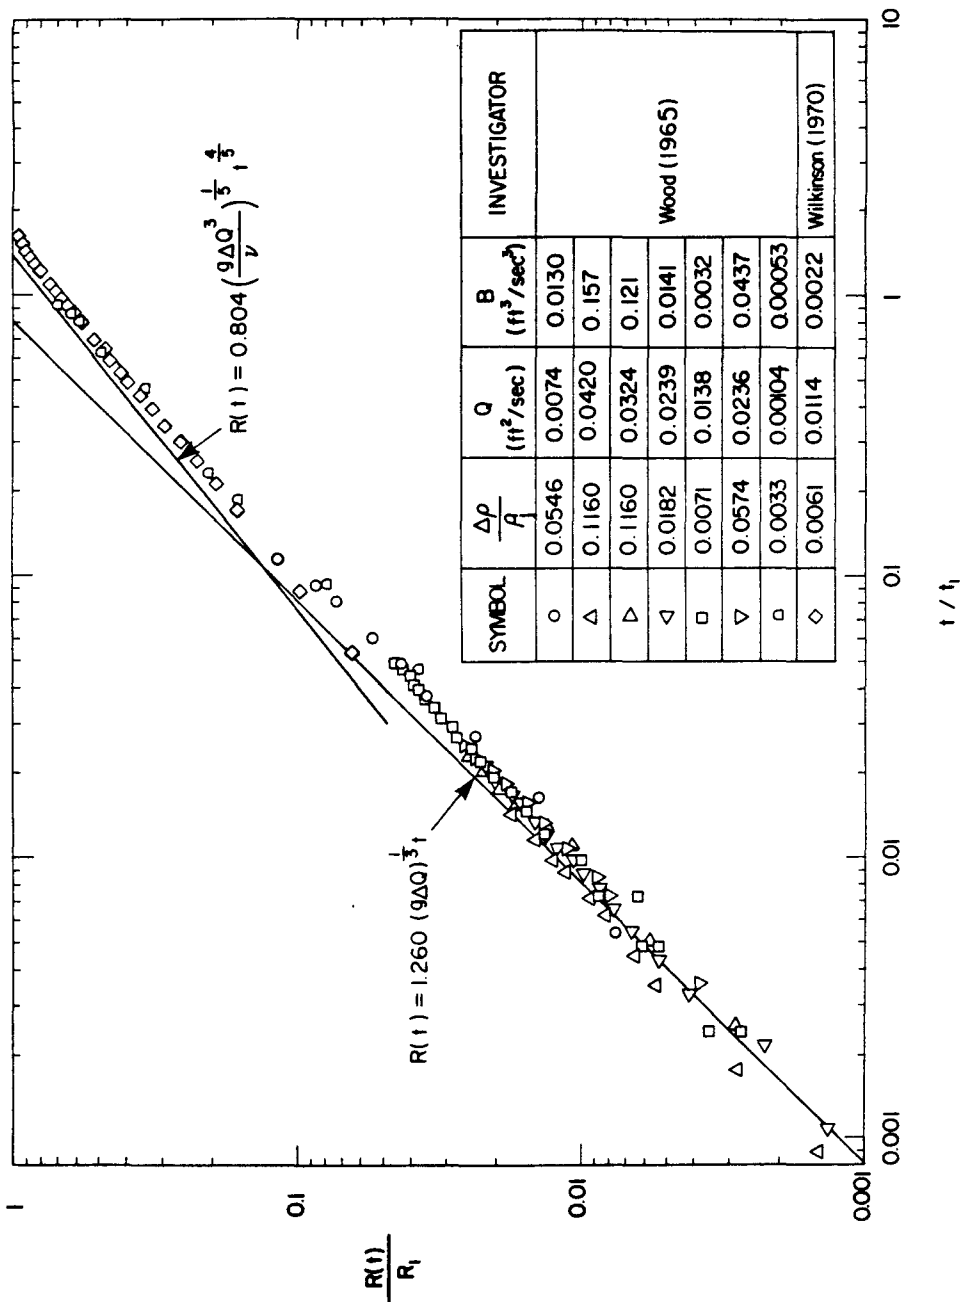 R(t)
R₁
1
0.1
0.01
0.001
0.001
0.01
0.1
1
10
t / t₁
R(t) = 0.804 (gΔQ³/ν)^1/5 t^4/5
R(t) = 1.260 (gΔQ)^1/3 t
SYMBOL Δρ/ρ₁ Q (ft²/sec) B (ft³/sec³) INVESTIGATOR
○ 0.0546 0.0074 0.0130
△ 0.1160 0.0420 0.157
▷ 0.1160 0.0324 0.121
◁ 0.0182 0.0239 0.0141 Wood (1965)
□ 0.0071 0.0138 0.0032
▽ 0.0574 0.0236 0.0437
0.0033 0.00104 0.00053
◇ 0.0061 0.0114 0.0022 Wilkinson (1970)